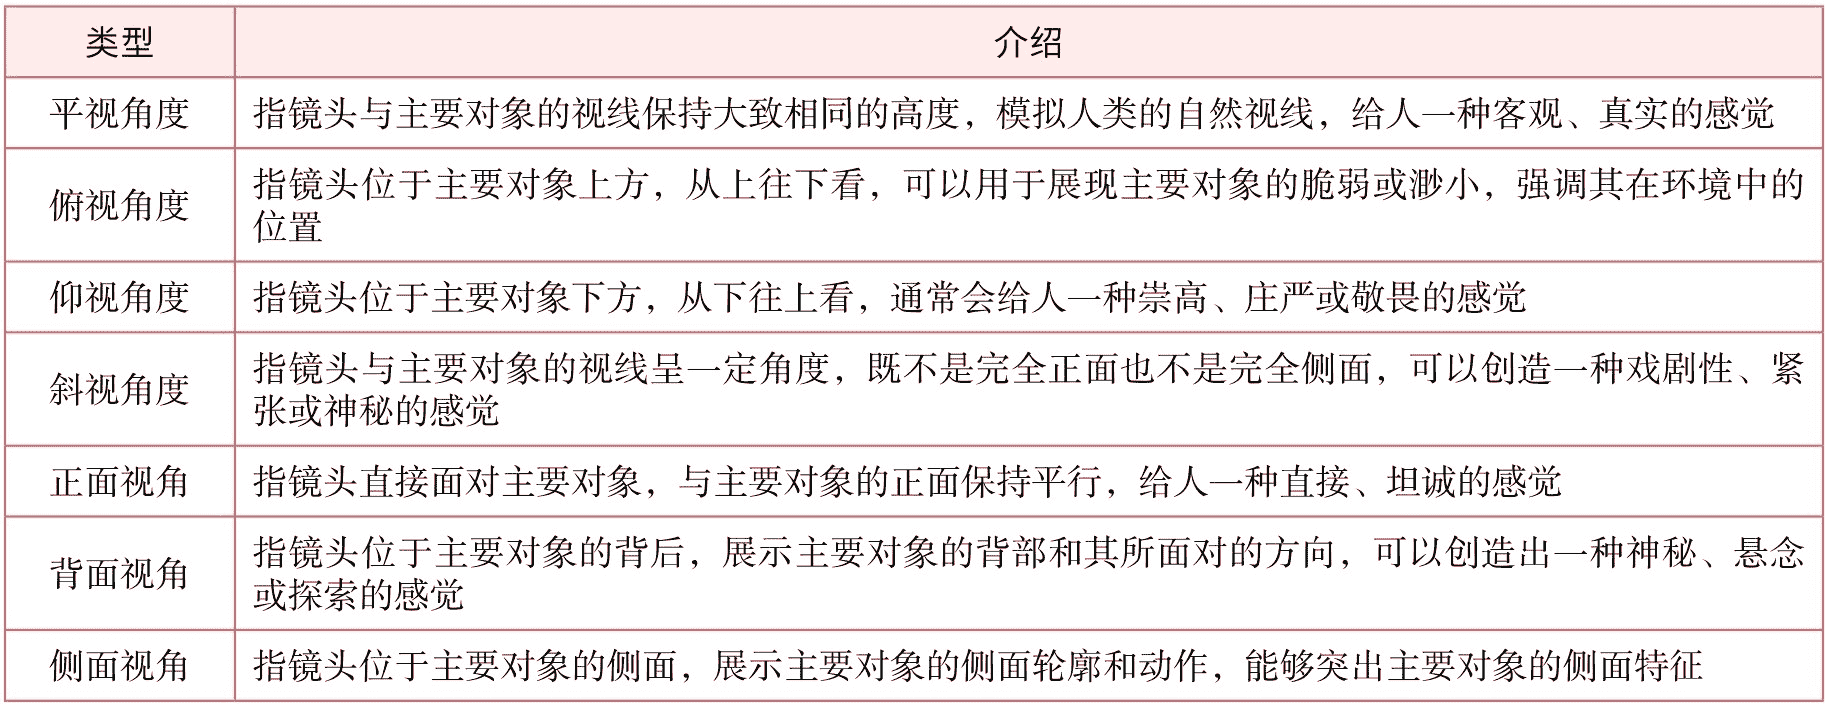 类型
介绍
平视角度
指镜头与主要对象的视线保持大致相同的高度，模拟人类的自然视线，给人一种客观、真实的感觉
俯视角度
指镜头位于主要对象上方，从上往下看，可以用于展现主要对象的脆弱或渺小，强调其在环境中的
位置
仰视角度
指镜头位于主要对象下方，从下往上看，通常会给人一种崇高、庄严或敬畏的感觉
斜视角度
指镜头与主要对象的视线呈一定角度，既不是完全正面也不是完全侧面，可以创造一种戏剧性、紧
张或神秘的感觉
正面视角
指镜头直接面对主要对象，与主要对象的正面保持平行，给人一种直接、坦诚的感觉
背面视角
指镜头位于主要对象的背后，展示主要对象的背部和其所面对的方向，可以创造出一种神秘、悬念
或探索的感觉
侧面视角
指镜头位于主要对象的侧面，展示主要对象的侧面轮廓和动作，能够突出主要对象的侧面特征